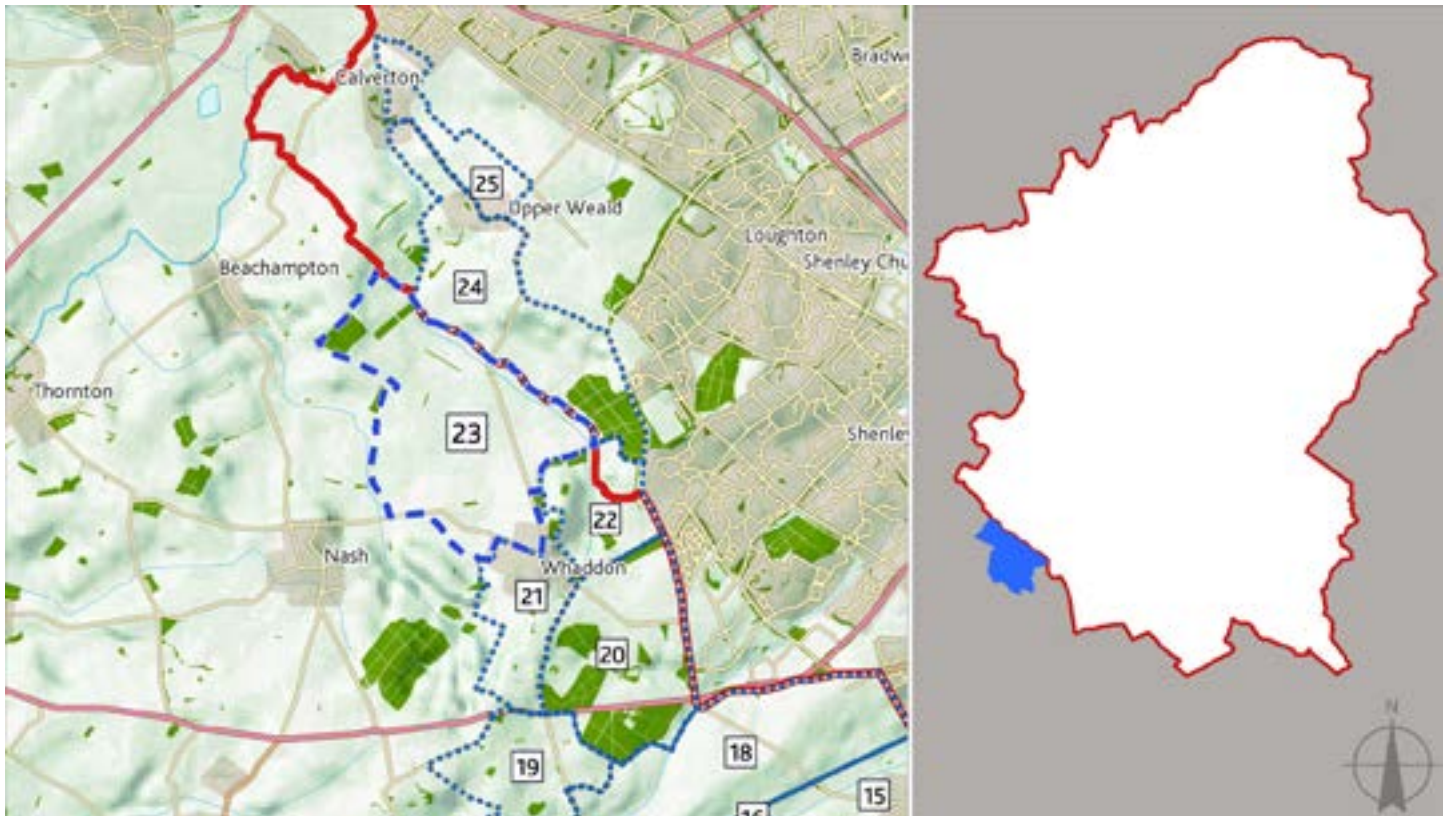 Bradw
Calverton
25
Upper Weald
Loughton
Shenley Chu
Beachampton
24
Thornton
23
Shenley
22
Nash
Whaddon
21
20
18
19
15
16
N